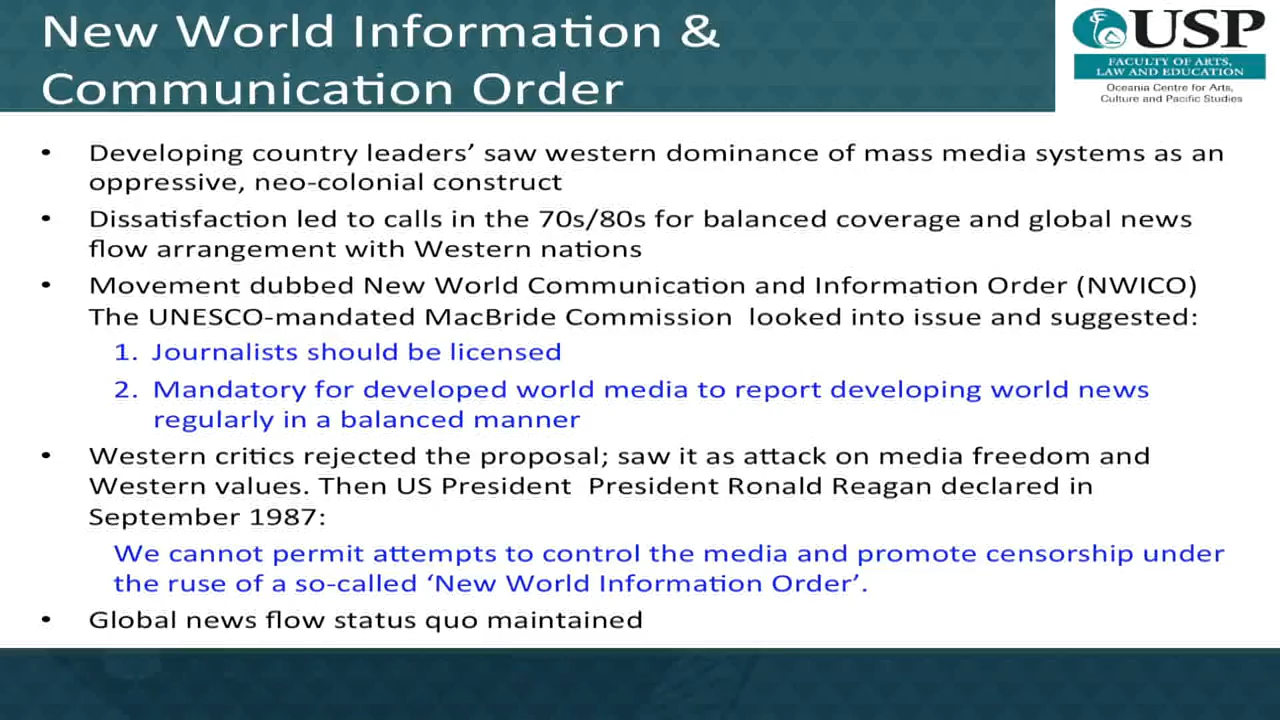 New World Information &
Communication Order
USP
FACULTY OF ARTS,
LAW AND EDUCATION
Oceania Centre for Arts,
Culture and Pacific Studies
• Developing country leaders’ saw western dominance of mass media systems as an
oppressive, neo-colonial construct
• Dissatisfaction led to calls in the 70s/80s for balanced coverage and global news
flow arrangement with Western nations
• Movement dubbed New World Communication and Information Order (NWICO)
The UNESCO-mandated MacBride Commission looked into issue and suggested:
1. Journalists should be licensed
2. Mandatory for developed world media to report developing world news
regularly in a balanced manner
• Western critics rejected the proposal; saw it as attack on media freedom and
Western values. Then US President President Ronald Reagan declared in
September 1987:
We cannot permit attempts to control the media and promote censorship under
the ruse of a so-called ‘New World Information Order’.
• Global news flow status quo maintained